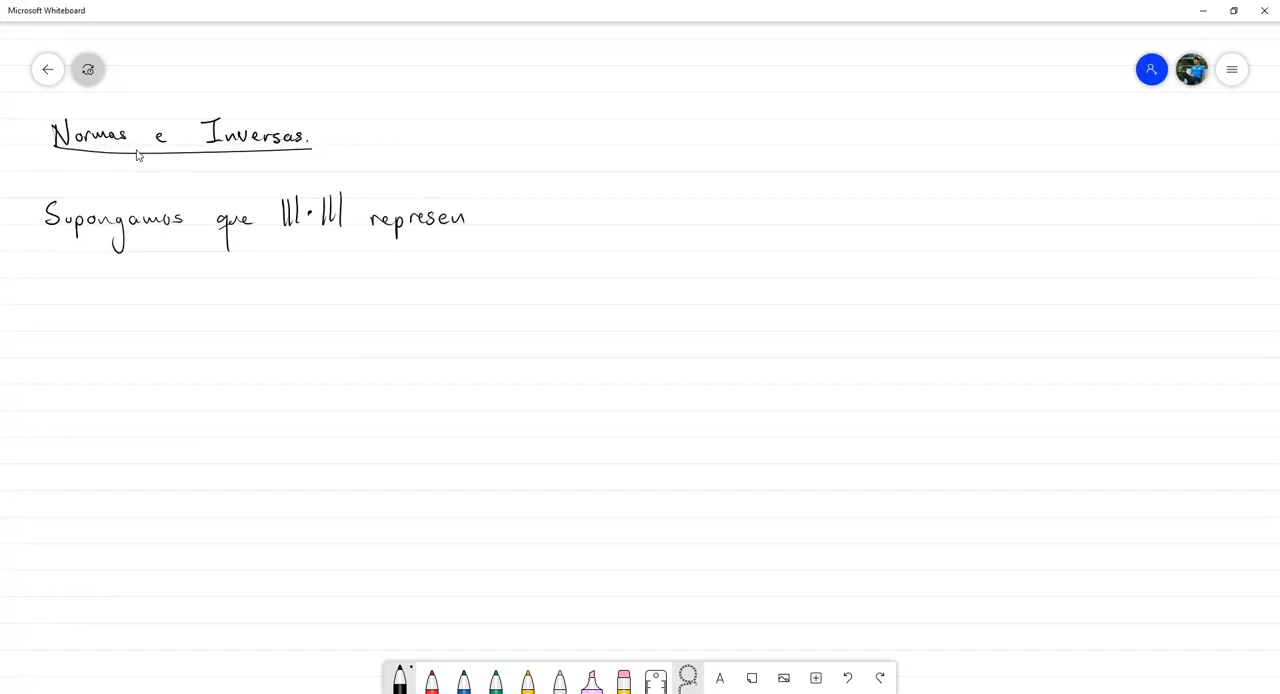 Microsoft Whiteboard
Normas e Inversas.
Supongamos que |||·||| represen